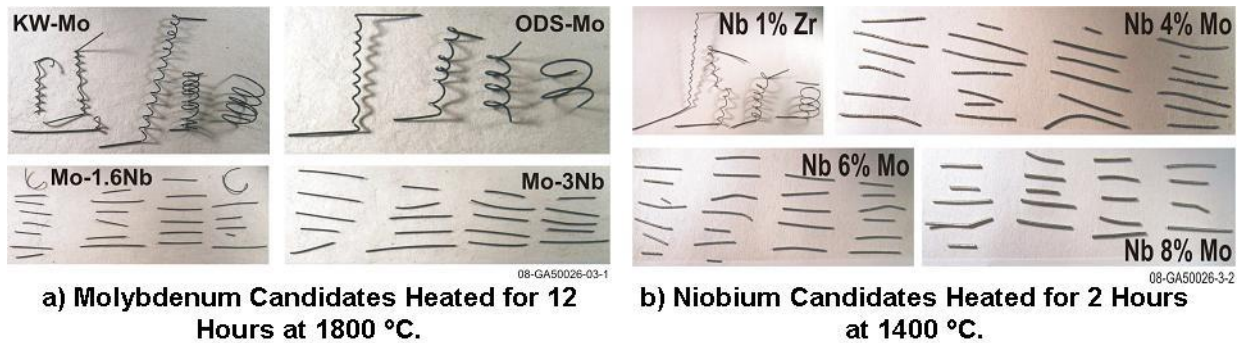 KW-Mo
ODS-Mo
Mo-1.6Nb
Mo-3Nb
08-GA50026-03-1
a) Molybdenum Candidates Heated for 12
Hours at 1800 ºC.
Nb 1% Zr
Nb 4% Mo
Nb 6% Mo
Nb 8% Mo
08-GA50026-3-2
b) Niobium Candidates Heated for 2 Hours
at 1400 ºC.